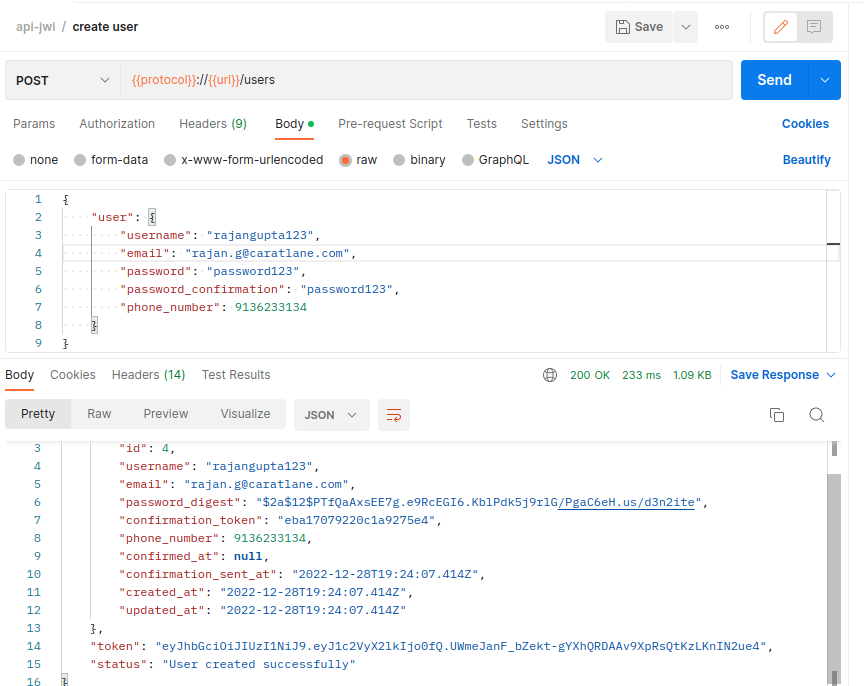 api-jwl / create user Save
POST {{protocol}}://{{url}}/users Send
Params Authorization Headers (9) Body Pre-request Script Tests Settings Cookies
none form-data x-www-form-urlencoded raw binary GraphQL JSON Beautify
1 {
2 "user": {
3 "username": "rajangupta123",
4 "email": "rajan.g@caratlane.com",
5 "password": "password123",
6 "password_confirmation": "password123",
7 "phone_number": 9136233134
8 }
9 }
Body Cookies Headers (14) Test Results 200 OK 233 ms 1.09 KB Save Response
Pretty Raw Preview Visualize JSON
3 "id": 4,
4 "username": "rajangupta123",
5 "email": "rajan.g@caratlane.com",
6 "password_digest": "$2a$12$PTfQaAxsEE7g.e9RcEGI6.KblPdk5j9rlG/PgaC6eH.us/d3n2ite",
7 "confirmation_token": "eba17079220c1a9275e4",
8 "phone_number": 9136233134,
9 "confirmed_at": null,
10 "confirmation_sent_at": "2022-12-28T19:24:07.414Z",
11 "created_at": "2022-12-28T19:24:07.414Z",
12 "updated_at": "2022-12-28T19:24:07.414Z"
13 },
14 "token": "eyJhbGciOiJIUzI1NiJ9.eyJ1c2VyX2lkIjo0fQ.UWmeJanF_bZekt-gYXhQRDAAv9XpRsQtKzLKnIN2ue4",
15 "status": "User created successfully"
16 }